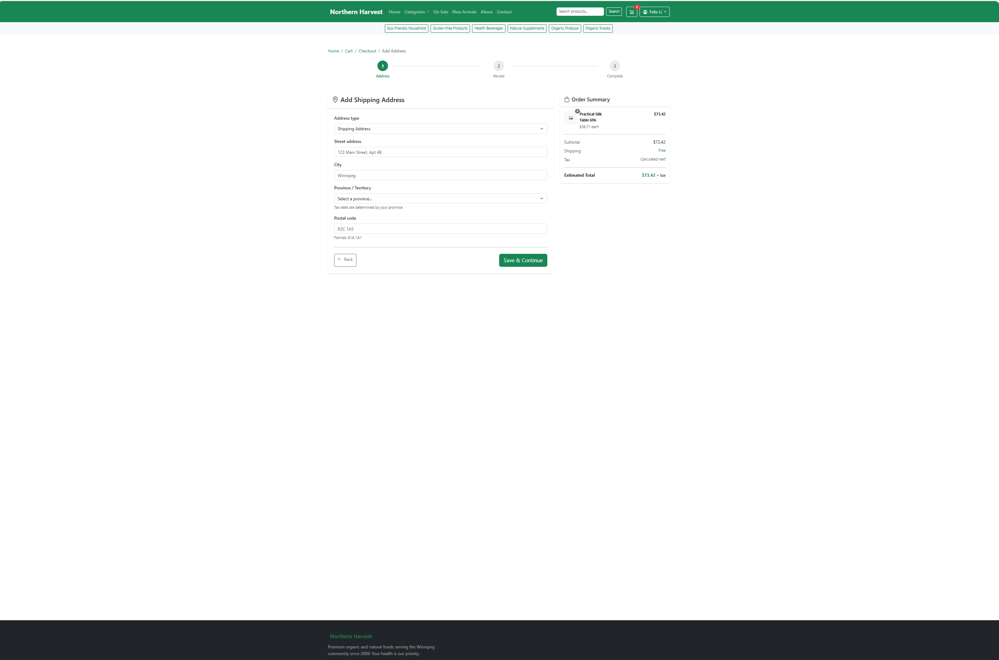 Northern Harvest Home Categories On Sale New Arrivals About Contact Search products... Search 2 Felix Li
Eco-Friendly Household Gluten-Free Products Health Beverages Natural Supplements Organic Produce Organic Snacks
Home / Cart / Checkout / Add Address
1 2 3
Address Review Complete
Add Shipping Address
Address type
Shipping Address
Street address
123 Main Street, Apt 4B
City
Winnipeg
Province / Territory
Select a province...
Tax rates are determined by your province
Postal code
R3C 1A5
Format: A1A 1A1
Back Save & Continue
Order Summary
2
Practical Silk $73.42
Table 696
$36.71 each
Subtotal $73.42
Shipping Free
Tax Calculated next
Estimated Total $73.42 + tax
Northern Harvest
Premium organic and natural foods serving the Winnipeg
community since 2009. Your health is our priority.